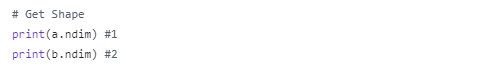 # Get Shape
print(a.ndim) #1
print(b.ndim) #2